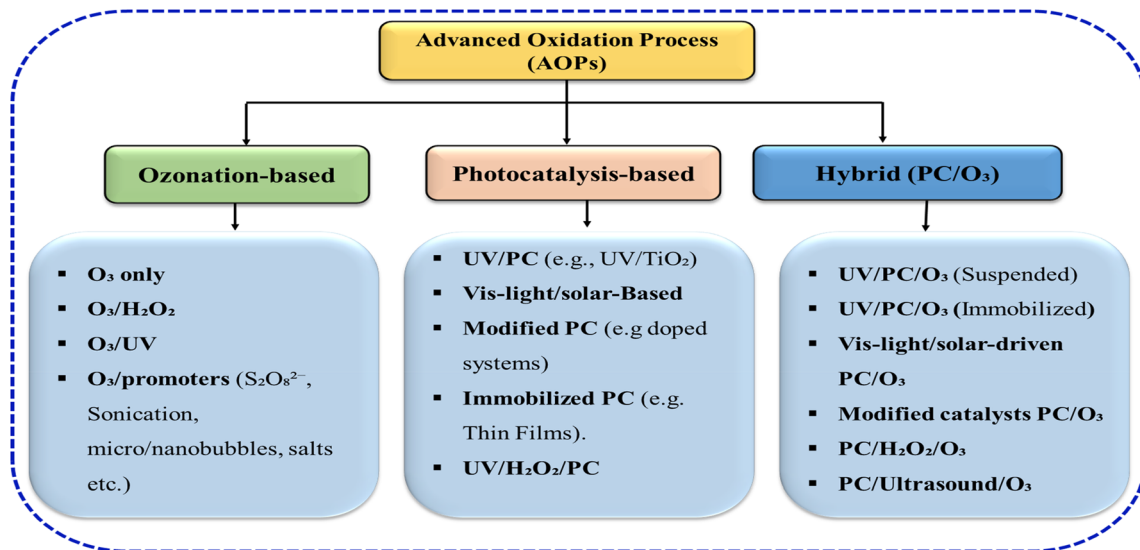 Advanced Oxidation Process
(AOPs)
Ozonation-based
Photocatalysis-based
Hybrid (PC/O₃)
▪ O₃ only
▪ O₃/H₂O₂
▪ O₃/UV
▪ O₃/promoters (S₂O₈²⁻,
Sonication,
micro/nanobubbles, salts
etc.)
▪ UV/PC (e.g., UV/TiO₂)
▪ Vis-light/solar-Based
▪ Modified PC (e.g doped
systems)
▪ Immobilized PC (e.g.
Thin Films).
▪ UV/H₂O₂/PC
▪ UV/PC/O₃ (Suspended)
▪ UV/PC/O₃ (Immobilized)
▪ Vis-light/solar-driven
PC/O₃
▪ Modified catalysts PC/O₃
▪ PC/H₂O₂/O₃
▪ PC/Ultrasound/O₃